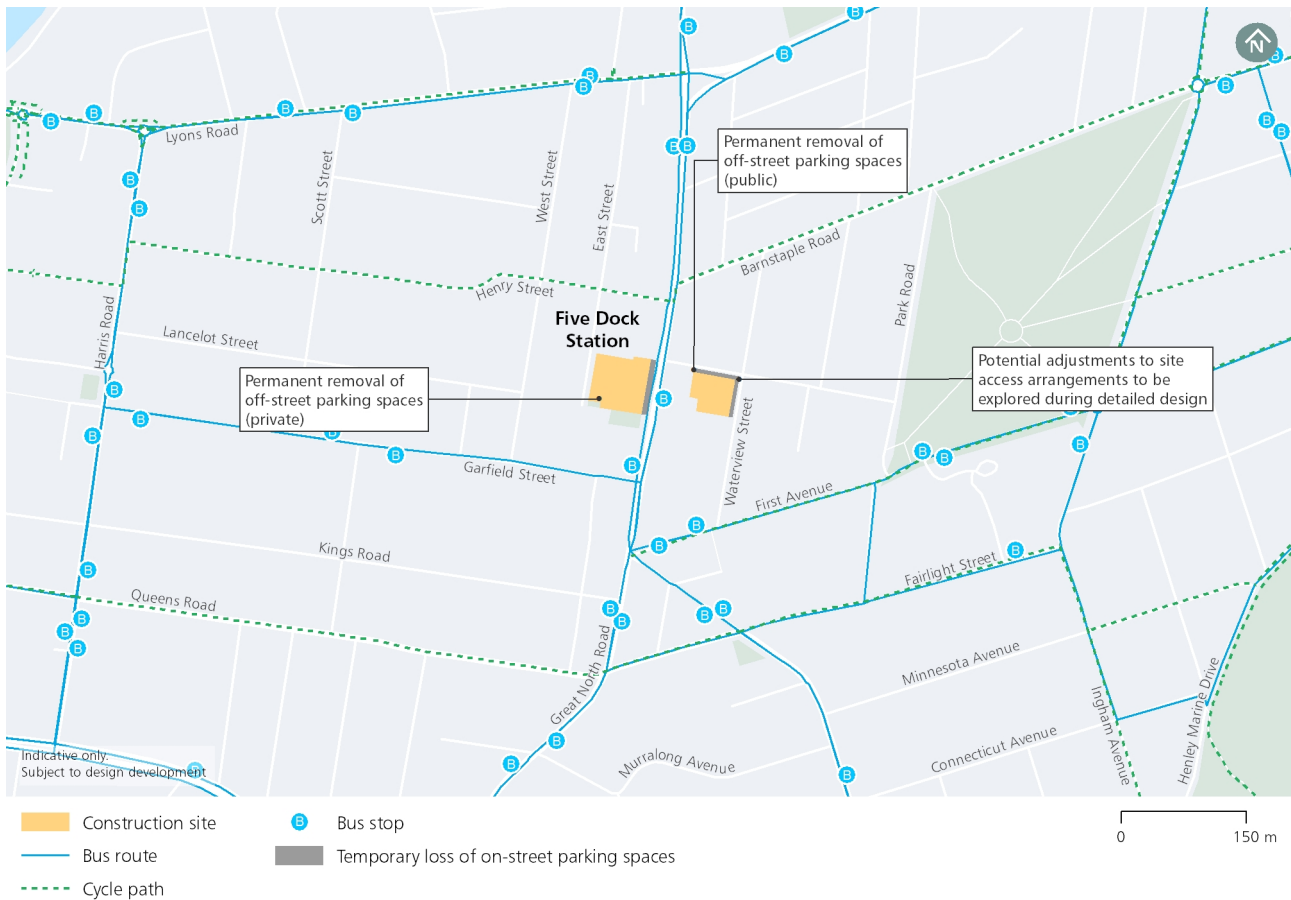 N
Lyons Road
Scott Street
West Street
East Street
Permanent removal of
off-street parking spaces
(public)
Barnstaple Road
Henry Street
Park Road
Harris Road
Lancelot Street
Five Dock
Station
Permanent removal of
off-street parking spaces
(private)
Potential adjustments to site
access arrangements to be
explored during detailed design
Waterview Street
Garfield Street
First Avenue
Kings Road
Fairlight Street
Queens Road
Great North Road
Minnesota Avenue
Ingham Avenue
Henley Marine Drive
Connecticut Avenue
Murralong Avenue
Indicative only.
Subject to design development
Construction site
B Bus stop
Bus route
Temporary loss of on-street parking spaces
Cycle path
0 150 m